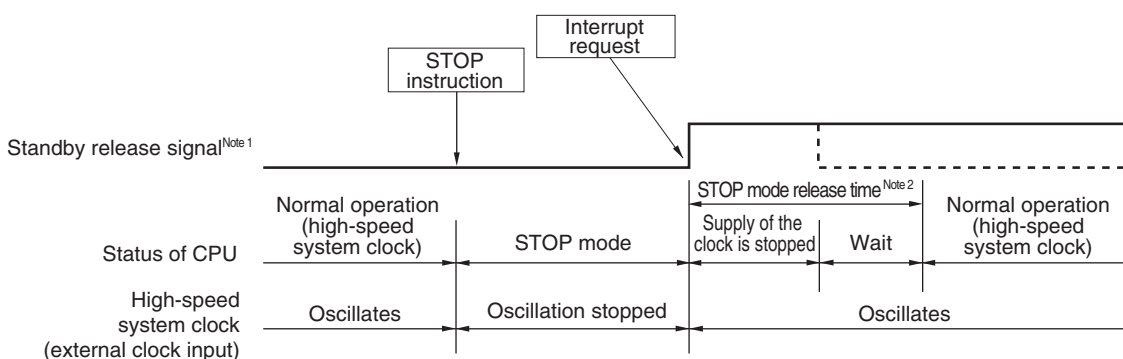 Interrupt
request
STOP
instruction
Standby release signal Note 1
STOP mode release time Note 2
Normal operation
(high-speed
system clock)
Supply of the
clock is stopped
Normal operation
(high-speed
system clock)
Status of CPU
STOP mode
Wait
High-speed
system clock
(external clock input)
Oscillates
Oscillation stopped
Oscillates